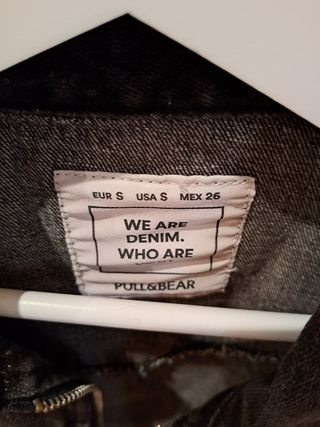 EUR S USA S MEX 26
WE ARE
DENIM.
WHO ARE
PULL&BEAR